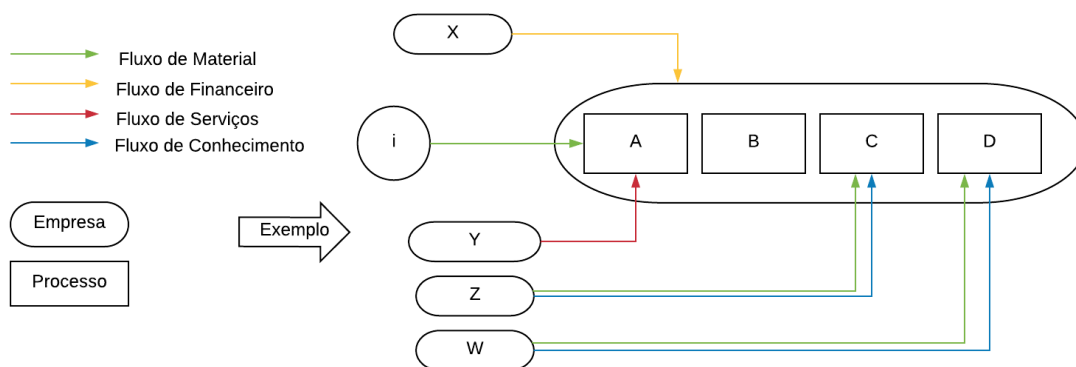 X
Fluxo de Material
Fluxo de Financeiro
Fluxo de Serviços
Fluxo de Conhecimento
i
A
B
C
D
Empresa
Exemplo
Y
Processo
Z
W